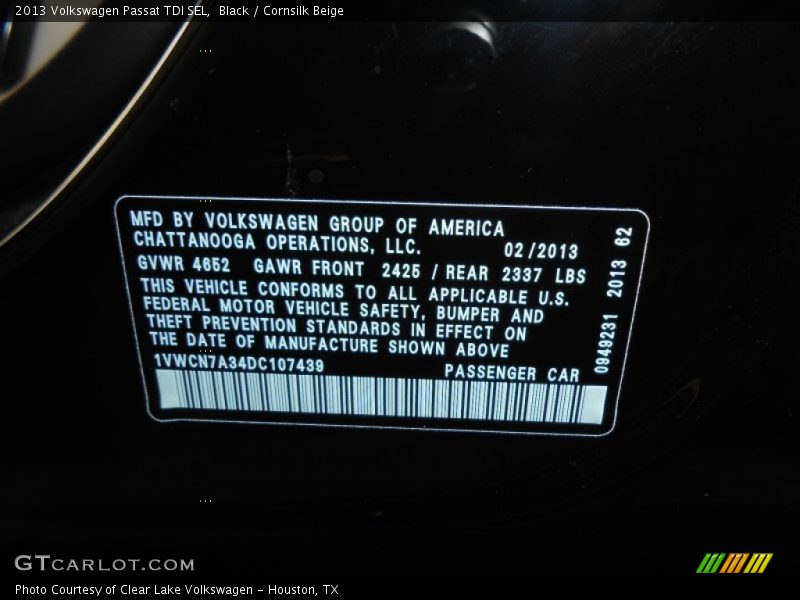 2013 Volkswagen Passat TDI SEL, Black / Cornsilk Beige
MFD BY VOLKSWAGEN GROUP OF AMERICA
CHATTANOOGA OPERATIONS, LLC. 02/2013
GVWR 4652 GAWR FRONT 2425 / REAR 2337 LBS
THIS VEHICLE CONFORMS TO ALL APPLICABLE U.S.
FEDERAL MOTOR VEHICLE SAFETY, BUMPER AND
THEFT PREVENTION STANDARDS IN EFFECT ON
THE DATE OF MANUFACTURE SHOWN ABOVE
1VWCN7A34DC107439 PASSENGER CAR
0949231 2013 62
GTCARLOT.COM
Photo Courtesy of Clear Lake Volkswagen - Houston, TX